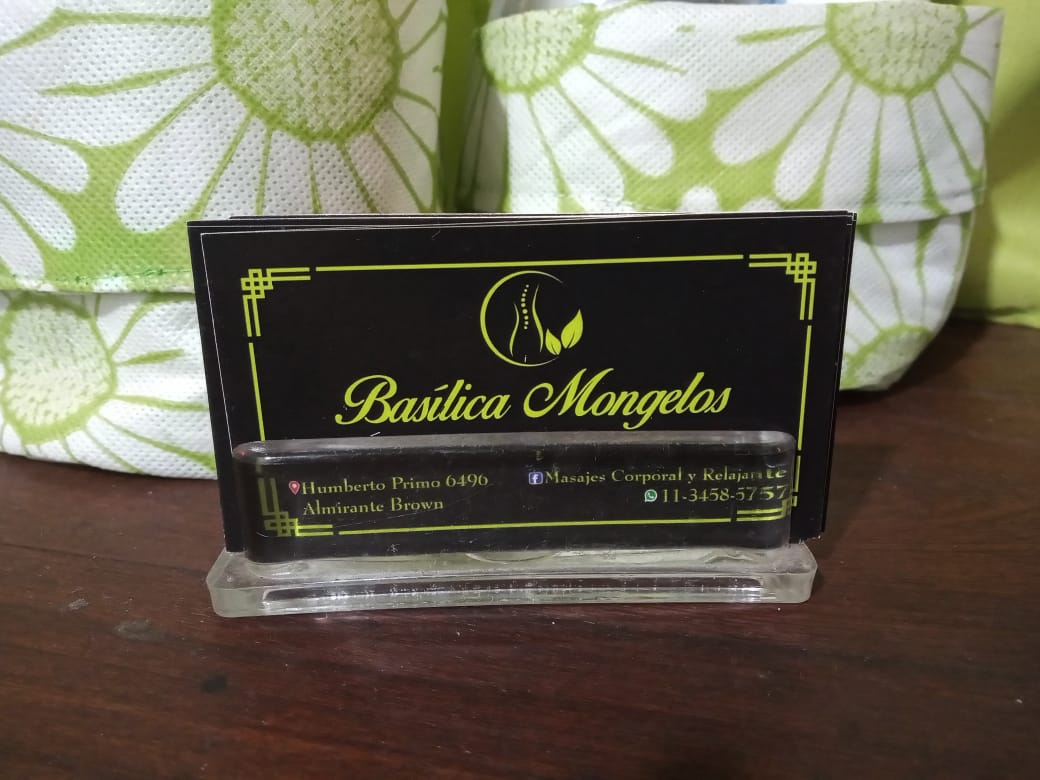 Basílica Mongelos
Humberto Primo 6496
Almirante Brown
Masajes Corporal y Relajante
11-3458-5757